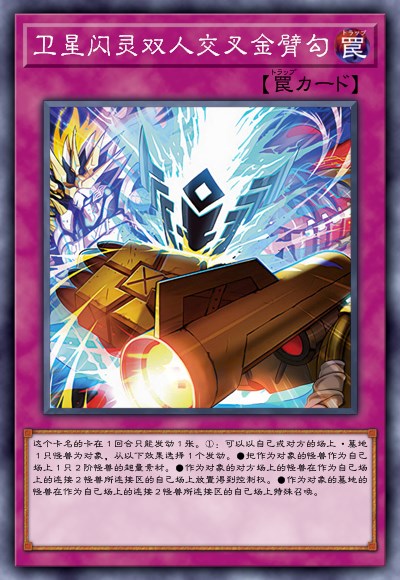 卫星闪灵双人交叉金臂勾 罠
トラップ
【罠カード】
トラップ
这个卡名的卡在1回合只能发动1张。①：可以以自己或对方的场上·墓地
1只怪兽为对象，从以下效果选择1个发动。●把作为对象的怪兽作为自己
场上1只2阶怪兽的超量素材。●作为对象的对方场上的怪兽在作为自己场
上的连接2怪兽所连接区的自己场上放置得到控制权。●作为对象的墓地的
怪兽在作为自己场上的连接2怪兽所连接区的自己场上特殊召唤。